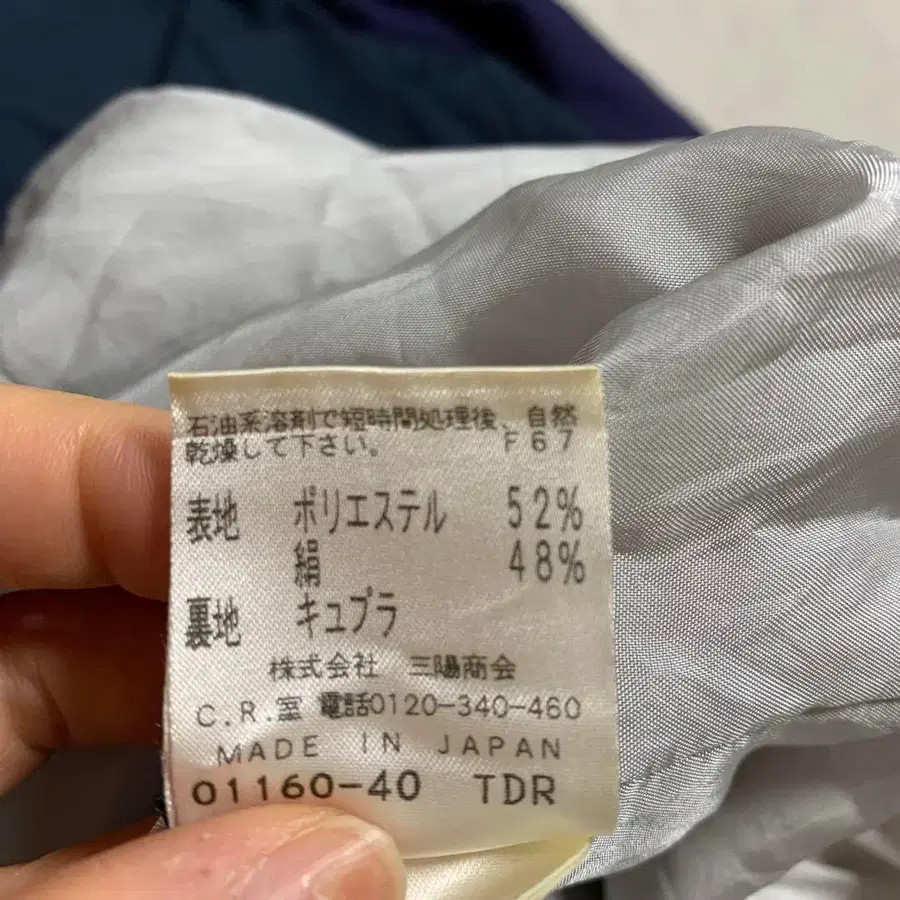 石油系溶剤で短時間処理後、自然
乾燥して下さい。 F67
表地 ポリエステル 52%
絹 48%
裏地 キュプラ
株式会社 三陽商会
C.R.室 電話0120-340-460
MADE IN JAPAN
01160-40 TDR